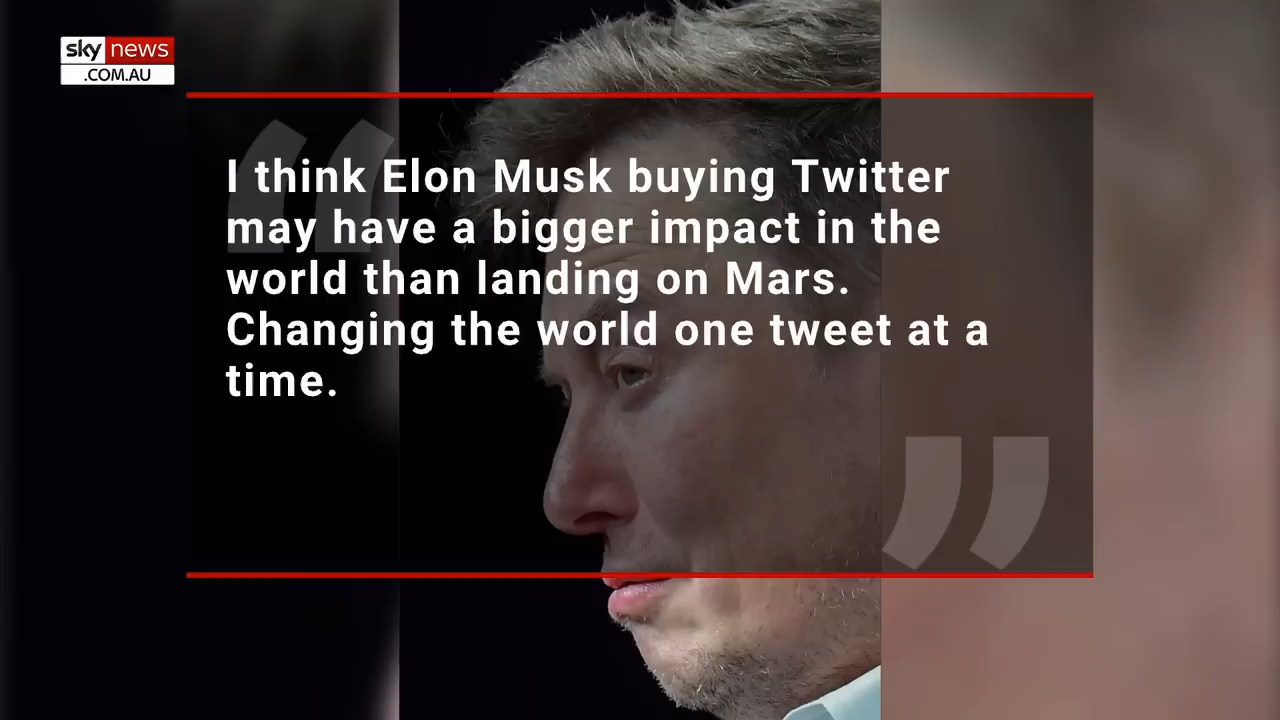 sky news
.COM.AU
I think Elon Musk buying Twitter
may have a bigger impact in the
world than landing on Mars.
Changing the world one tweet at a
time.